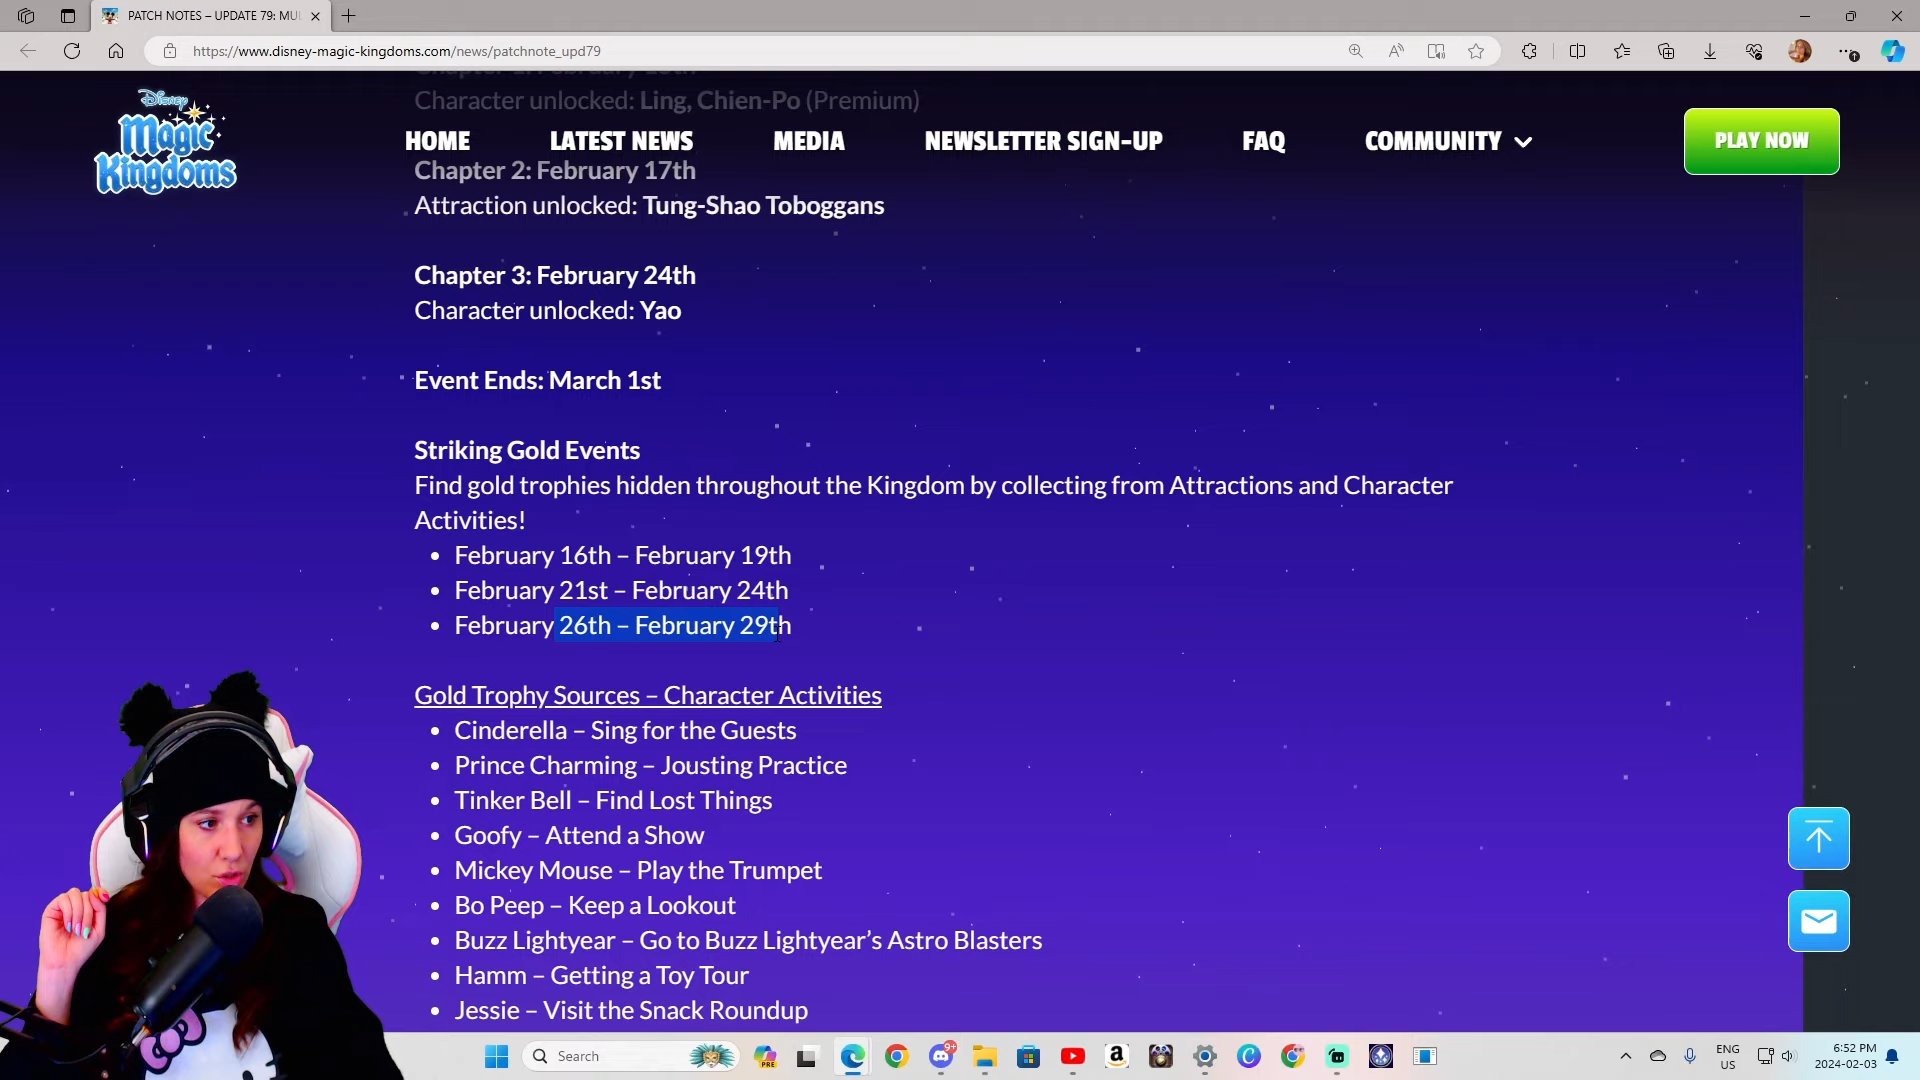 PATCH NOTES – UPDATE 79: MUL
https://www.disney-magic-kingdoms.com/news/patchnote_upd79
Character unlocked: Ling, Chien-Po (Premium)
Disney
Magic
Kingdoms
HOME
LATEST NEWS
MEDIA
NEWSLETTER SIGN-UP
FAQ
COMMUNITY
PLAY NOW
Chapter 2: February 17th
Attraction unlocked: Tung-Shao Toboggans
Chapter 3: February 24th
Character unlocked: Yao
Event Ends: March 1st
Striking Gold Events
Find gold trophies hidden throughout the Kingdom by collecting from Attractions and Character
Activities!
• February 16th – February 19th
• February 21st – February 24th
• February 26th – February 29th
Gold Trophy Sources – Character Activities
• Cinderella – Sing for the Guests
• Prince Charming – Jousting Practice
• Tinker Bell – Find Lost Things
• Goofy – Attend a Show
• Mickey Mouse – Play the Trumpet
• Bo Peep – Keep a Lookout
• Buzz Lightyear – Go to Buzz Lightyear’s Astro Blasters
• Hamm – Getting a Toy Tour
• Jessie – Visit the Snack Roundup
Search
PRE
9+
ENG
US
6:52 PM
2024-02-03